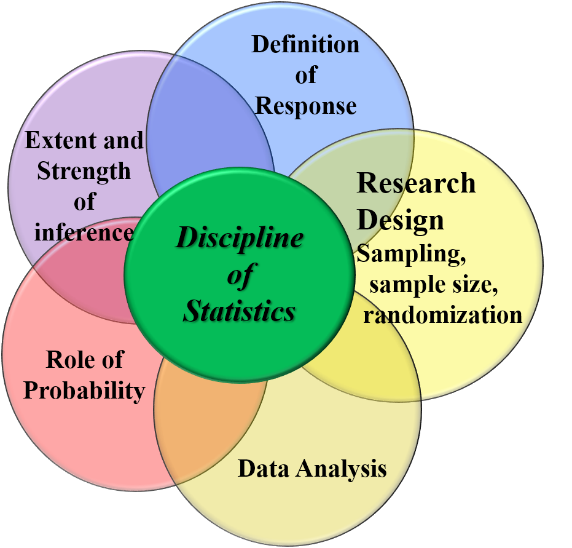 Definition
of
Response
Extent and
Strength
of
inference
Research
Design
Sampling,
sample size,
randomization
Discipline
of
Statistics
Role of
Probability
Data Analysis